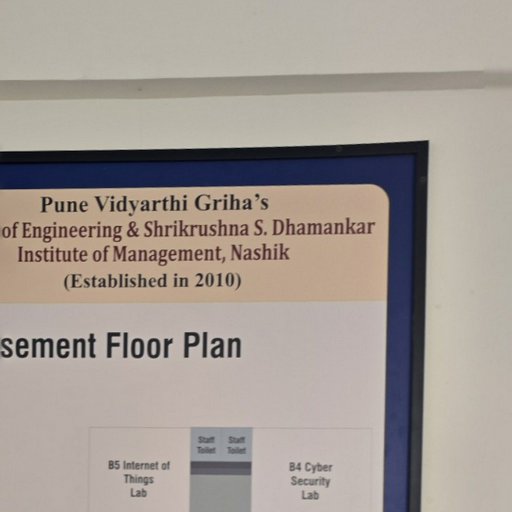 Pune Vidyarthi Griha's
of Engineering & Shrikrushna S. Dhamankar
Institute of Management, Nashik
(Established in 2010)
sement Floor Plan
Staff Toilet
Staff Toilet
B5 Internet of
Things
Lab
B4 Cyber
Security
Lab